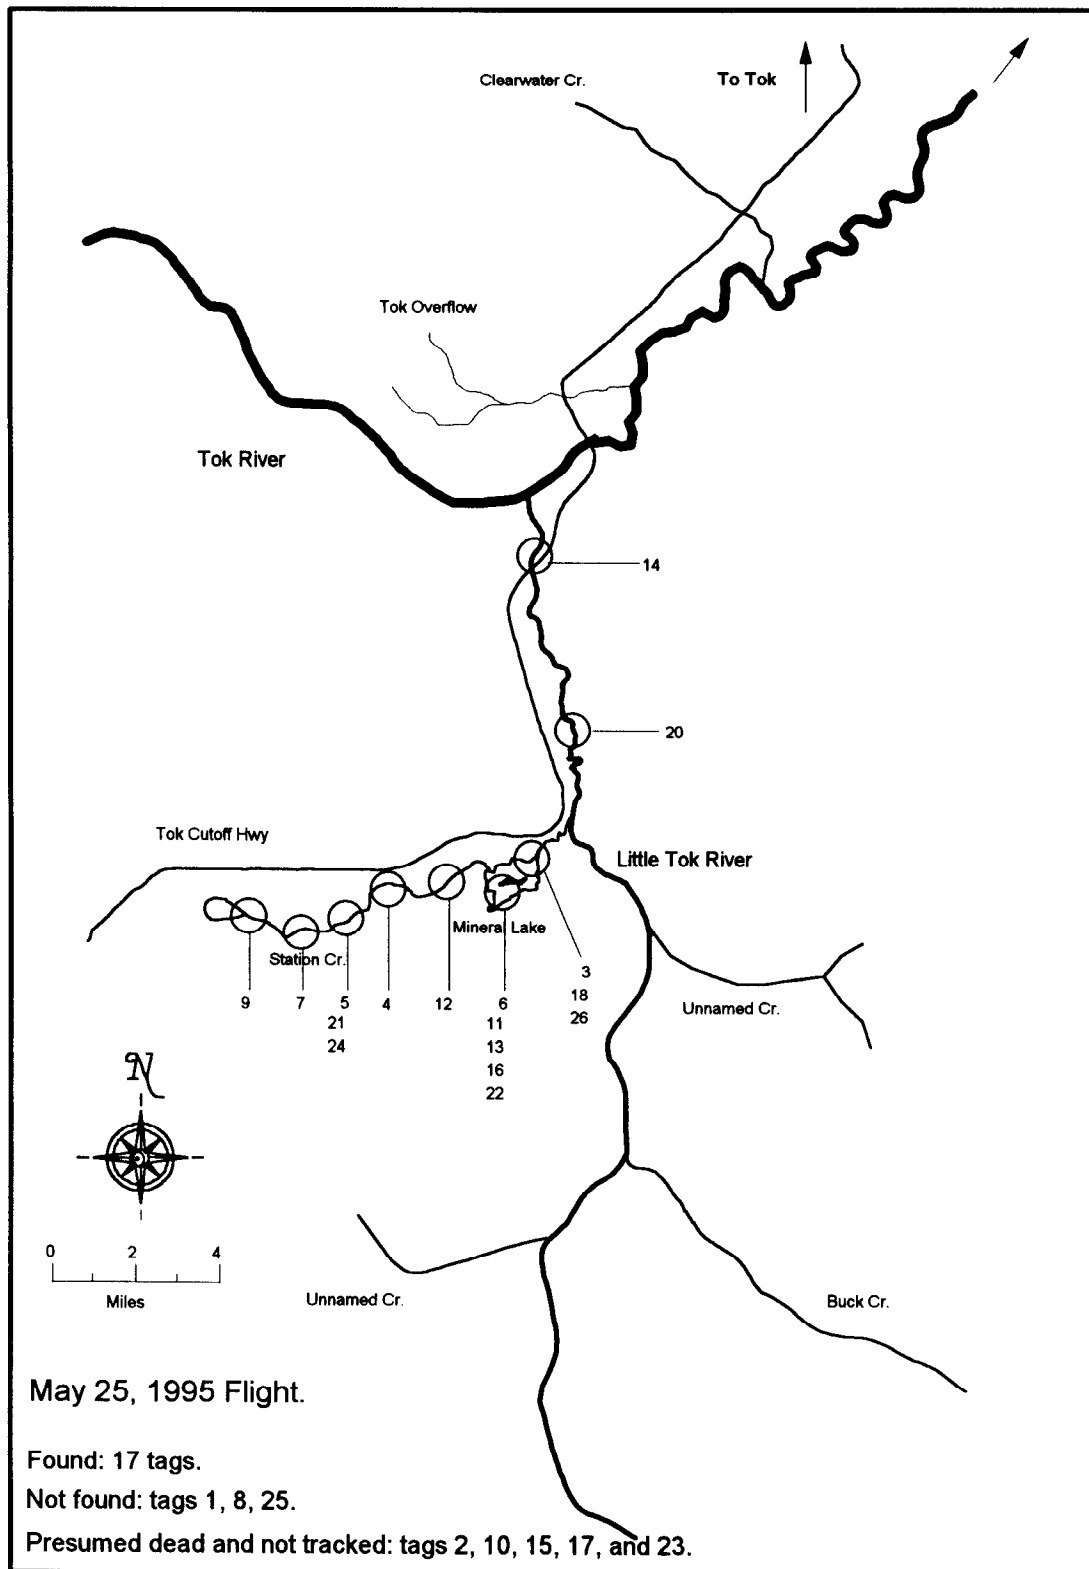 Clearwater Cr.
To Tok
Tok Overflow
Tok River
14
20
Tok Cutoff Hwy
Little Tok River
Mineral Lake
Station Cr.
Unnamed Cr.
9 7 5 4 12 6 3
21 11 18
24 13 26
16
22
N
0 2 4
Miles
Unnamed Cr.
Buck Cr.
May 25, 1995 Flight.
Found: 17 tags.
Not found: tags 1, 8, 25.
Presumed dead and not tracked: tags 2, 10, 15, 17, and 23.